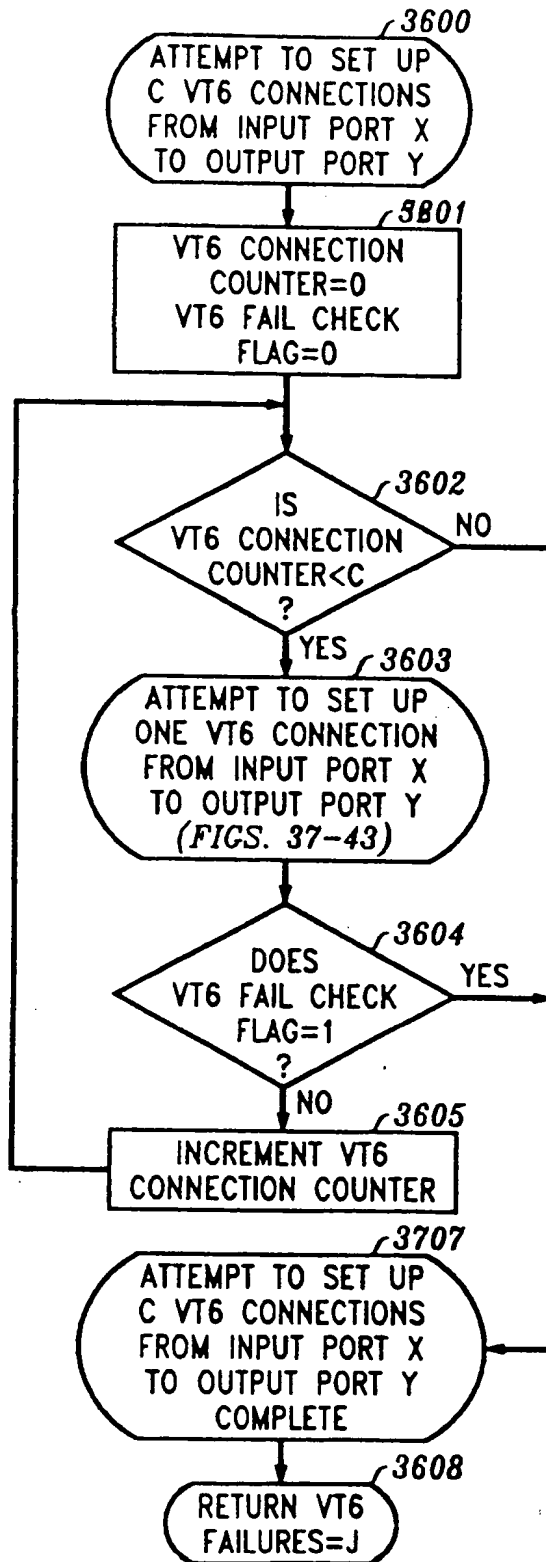 3600
ATTEMPT TO SET UP
C VT6 CONNECTIONS
FROM INPUT PORT X
TO OUTPUT PORT Y
VT6 CONNECTION
COUNTER=0
VT6 FAIL CHECK
FLAG=0
3602
IS
VT6 CONNECTION
COUNTER<C
?
NO
YES
3603
ATTEMPT TO SET UP
ONE VT6 CONNECTION
FROM INPUT PORT X
TO OUTPUT PORT Y
(FIGS. 37-43)
3604
DOES
VT6 FAIL CHECK
FLAG=1
?
YES
NO
3605
INCREMENT VT6
CONNECTION COUNTER
3707
ATTEMPT TO SET UP
C VT6 CONNECTIONS
FROM INPUT PORT X
TO OUTPUT PORT Y
COMPLETE
3608
RETURN VT6
FAILURES=J